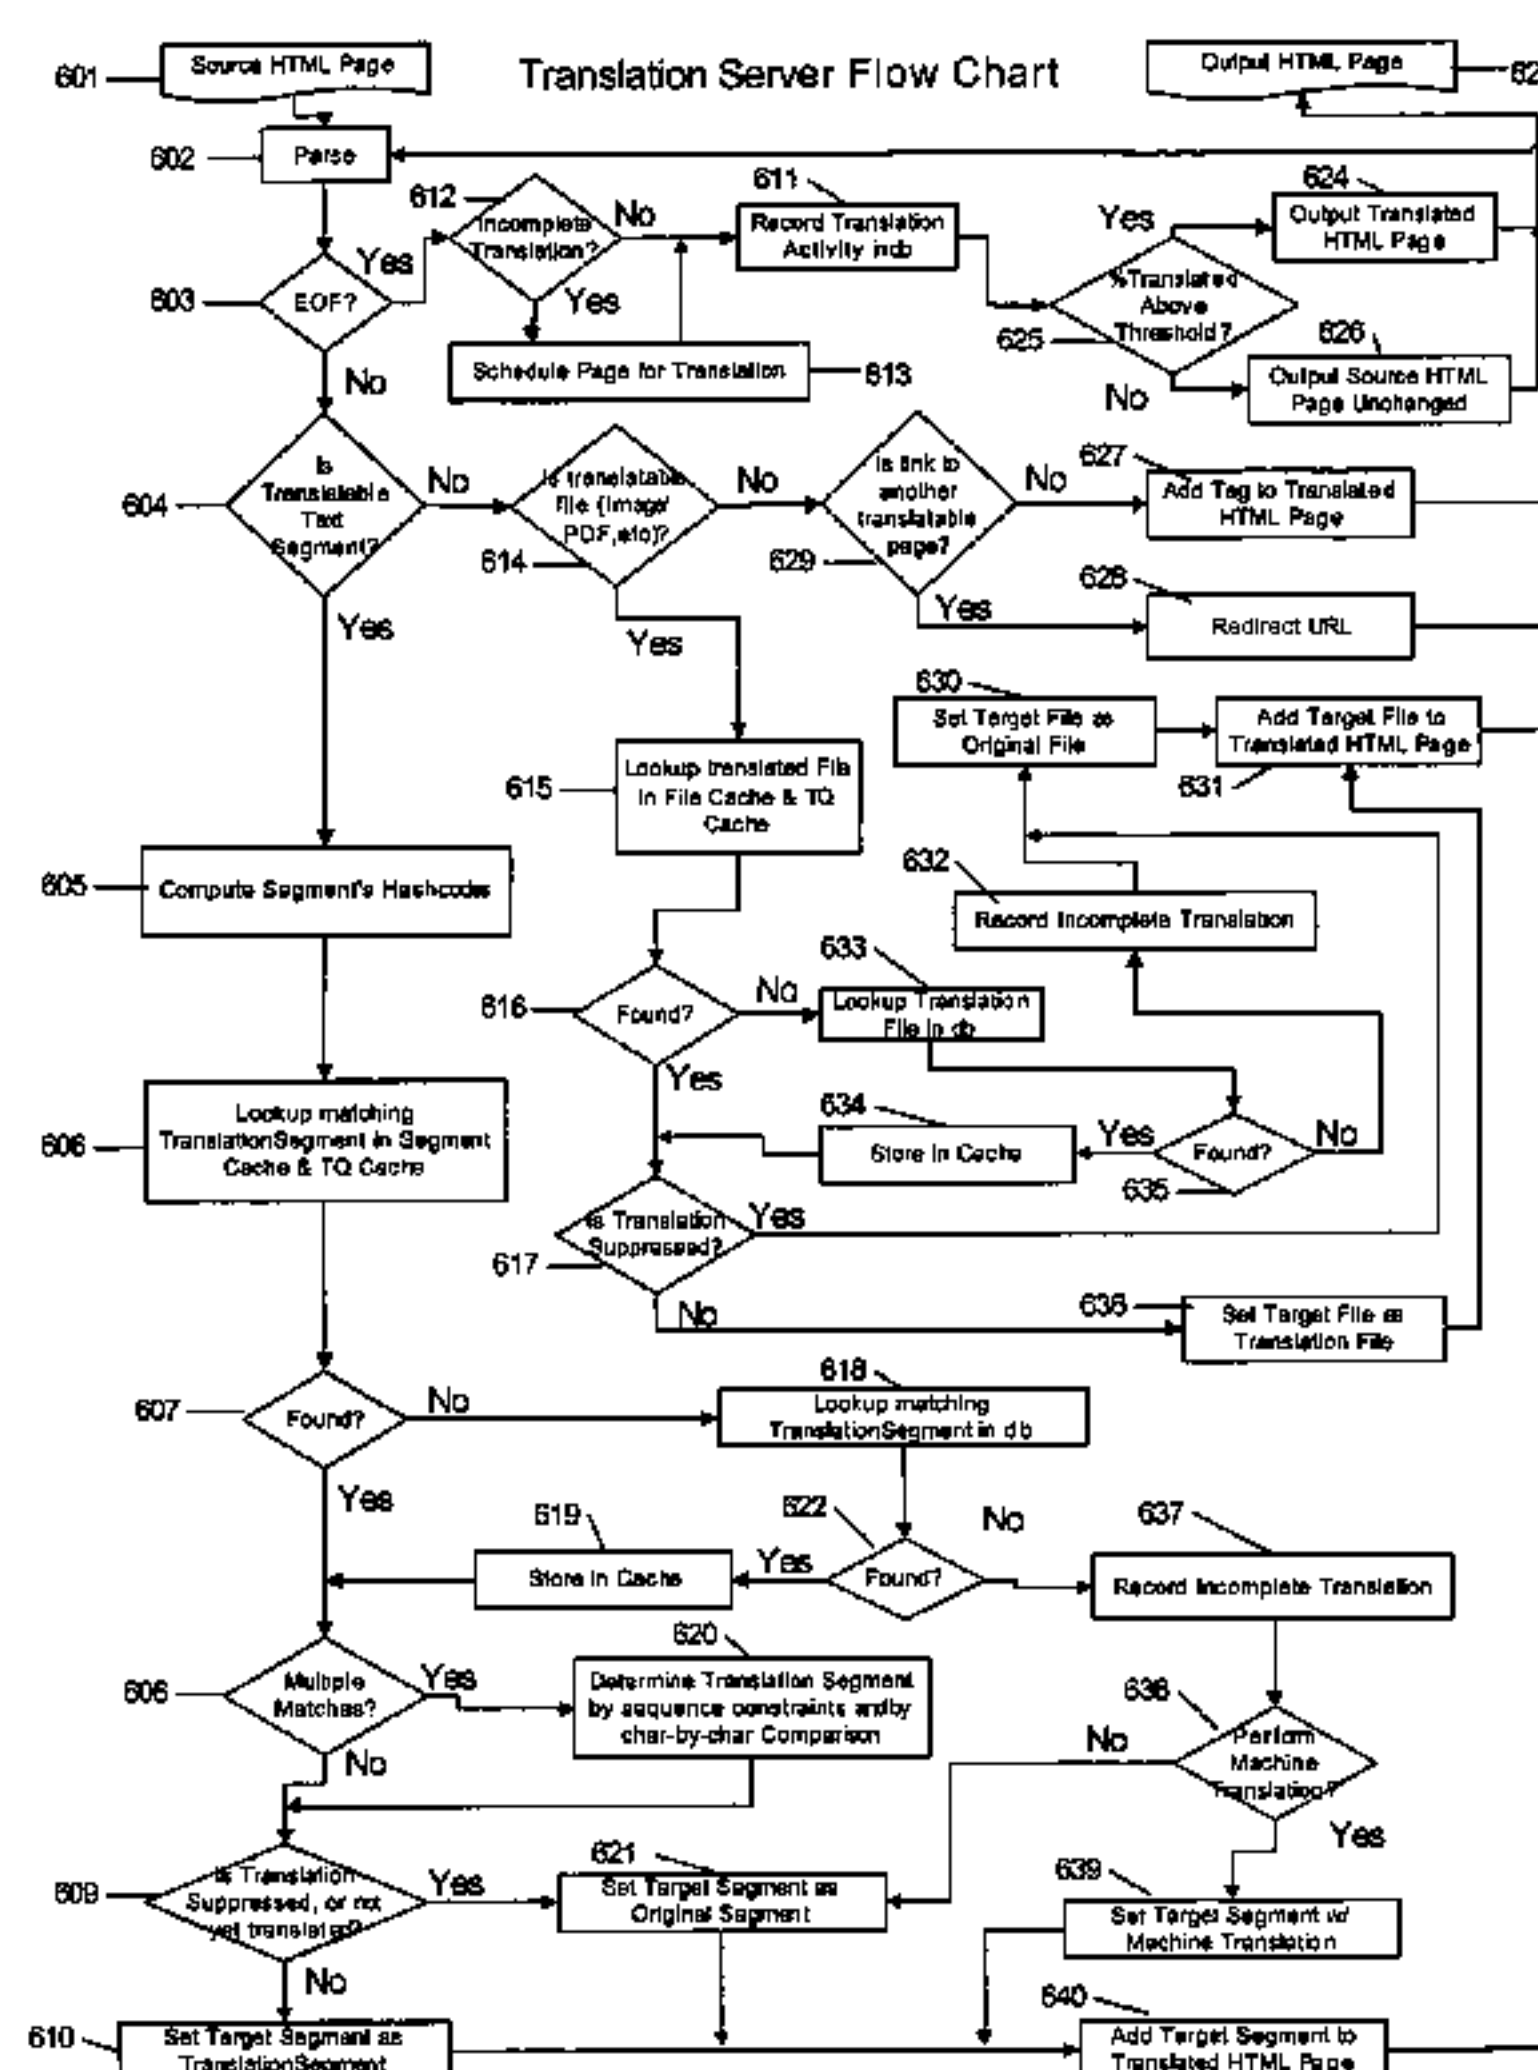 Translation Server Flow Chart
601
Source HTML Page
Output HTML Page
62
602
Parse
612
Incomplete
Translation?
No
Yes
611
Record Translation
Activity in db
624
Yes
Output Translated
HTML Page
603
EOF?
Yes
No
Schedule Page for Translation
613
%Translated
Above
Threshold?
625
No
626
Output Source HTML
Page Unchanged
604
Is
Translatable
Text
Segment?
No
Yes
Is translatable
file (Image/
PDF,etc)?
614
No
Yes
Is link to
another
translatable
page?
629
No
Yes
627
Add Tag to Translated
HTML Page
628
Redirect URL
630
Set Target File as
Original File
Add Target File to
Translated HTML Page
631
615
Lookup translated File
in File Cache & TQ
Cache
605
Compute Segment's Hashcodes
632
Record Incomplete Translation
616
Found?
No
Yes
633
Lookup Translation
File in db
606
Lookup matching
TranslationSegment in Segment
Cache & TQ Cache
634
Store in Cache
Yes
Found?
No
635
Is Translation
Suppressed?
617
Yes
No
636
Set Target File as
Translation File
607
Found?
No
Yes
618
Lookup matching
TranslationSegment in db
619
Store in Cache
Yes
622
Found?
No
637
Record Incomplete Translation
608
Multiple
Matches?
Yes
No
620
Determine Translation Segment
by sequence constraints and by
char-by-char Comparison
638
Perform
Machine
Translation?
No
Yes
609
Is Translation
Suppressed, or not
yet translated?
Yes
No
621
Set Target Segment as
Original Segment
639
Set Target Segment w/
Machine Translation
610
Set Target Segment as
TranslationSegment
640
Add Target Segment to
Translated HTML Page